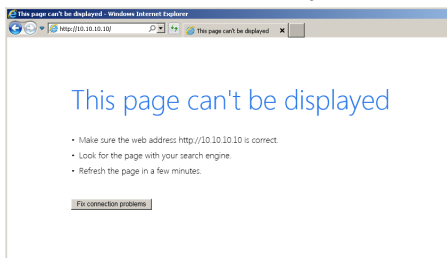 This page can't be displayed - Windows Internet Explorer
http://10.10.10.10/
This page can't be displayed
This page can't be displayed
• Make sure the web address http://10.10.10.10 is correct.
• Look for the page with your search engine.
• Refresh the page in a few minutes.
Fix connection problems